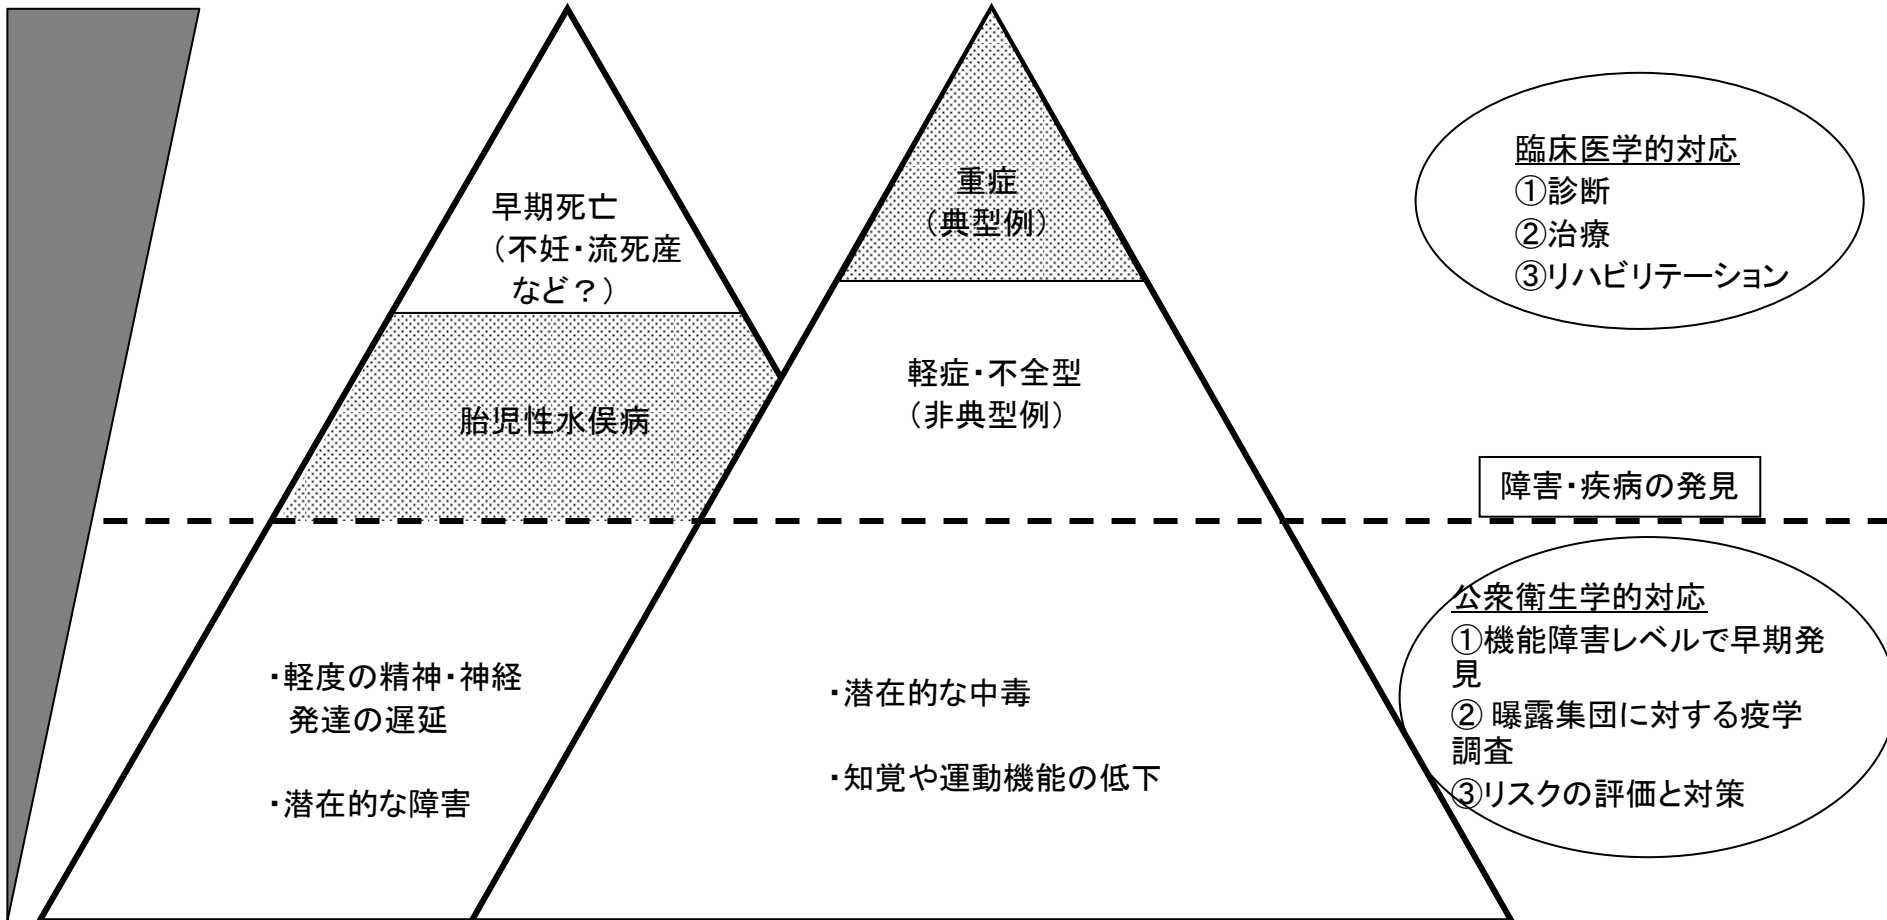 早期死亡
(不妊・流死産
など?)
胎児性水俣病
・軽度の精神・神経
発達の遅延
・潜在的な障害
重症
(典型例)
軽症・不全型
(非典型例)
・潜在的な中毒
・知覚や運動機能の低下
臨床医学的対応
①診断
②治療
③リハビリテーション
障害・疾病の発見
公衆衛生学的対応
①機能障害レベルで早期発
見
② 曝露集団に対する疫学
調査
③リスクの評価と対策